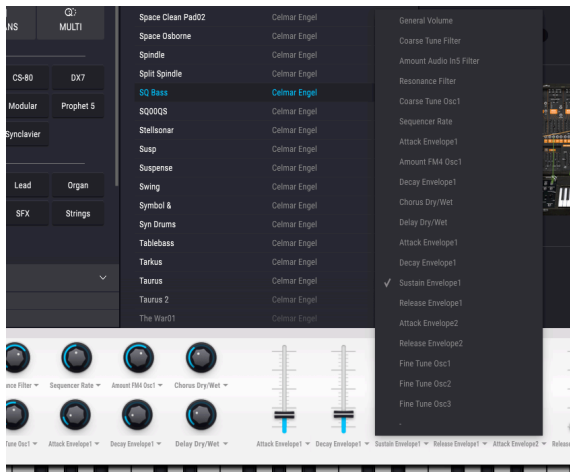 ANS
MULTI
CS-80
DX7
Modular
Prophet 5
Synclavier
Lead
Organ
SFX
Strings
Space Clean Pad02 Celmar Engel
Space Osborne Celmar Engel
Spindle Celmar Engel
Split Spindle Celmar Engel
SQ Bass Celmar Engel
SQ00QS Celmar Engel
Stellsonar Celmar Engel
Susp Celmar Engel
Suspense Celmar Engel
Swing Celmar Engel
Symbol & Celmar Engel
Syn Drums Celmar Engel
Tablebass Celmar Engel
Tarkus Celmar Engel
Taurus Celmar Engel
Taurus 2 Celmar Engel
The War01 Celmar Engel
General Volume
Coarse Tune Filter
Amount Audio In5 Filter
Resonance Filter
Coarse Tune Osc1
Sequencer Rate
Attack Envelope1
Amount FM4 Osc1
Decay Envelope1
Chorus Dry/Wet
Delay Dry/Wet
Attack Envelope1
Decay Envelope1
✓ Sustain Envelope1
Release Envelope1
Attack Envelope2
Release Envelope2
Fine Tune Osc1
Fine Tune Osc2
Fine Tune Osc3
-
nance Filter Sequencer Rate Amount FM4 Osc1 Chorus Dry/Wet
Tune Osc1 Attack Envelope1 Decay Envelope1 Delay Dry/Wet Attack Envelope1 Decay Envelope1 Sustain Envelope1 Release Envelope1 Attack Envelope2 Release